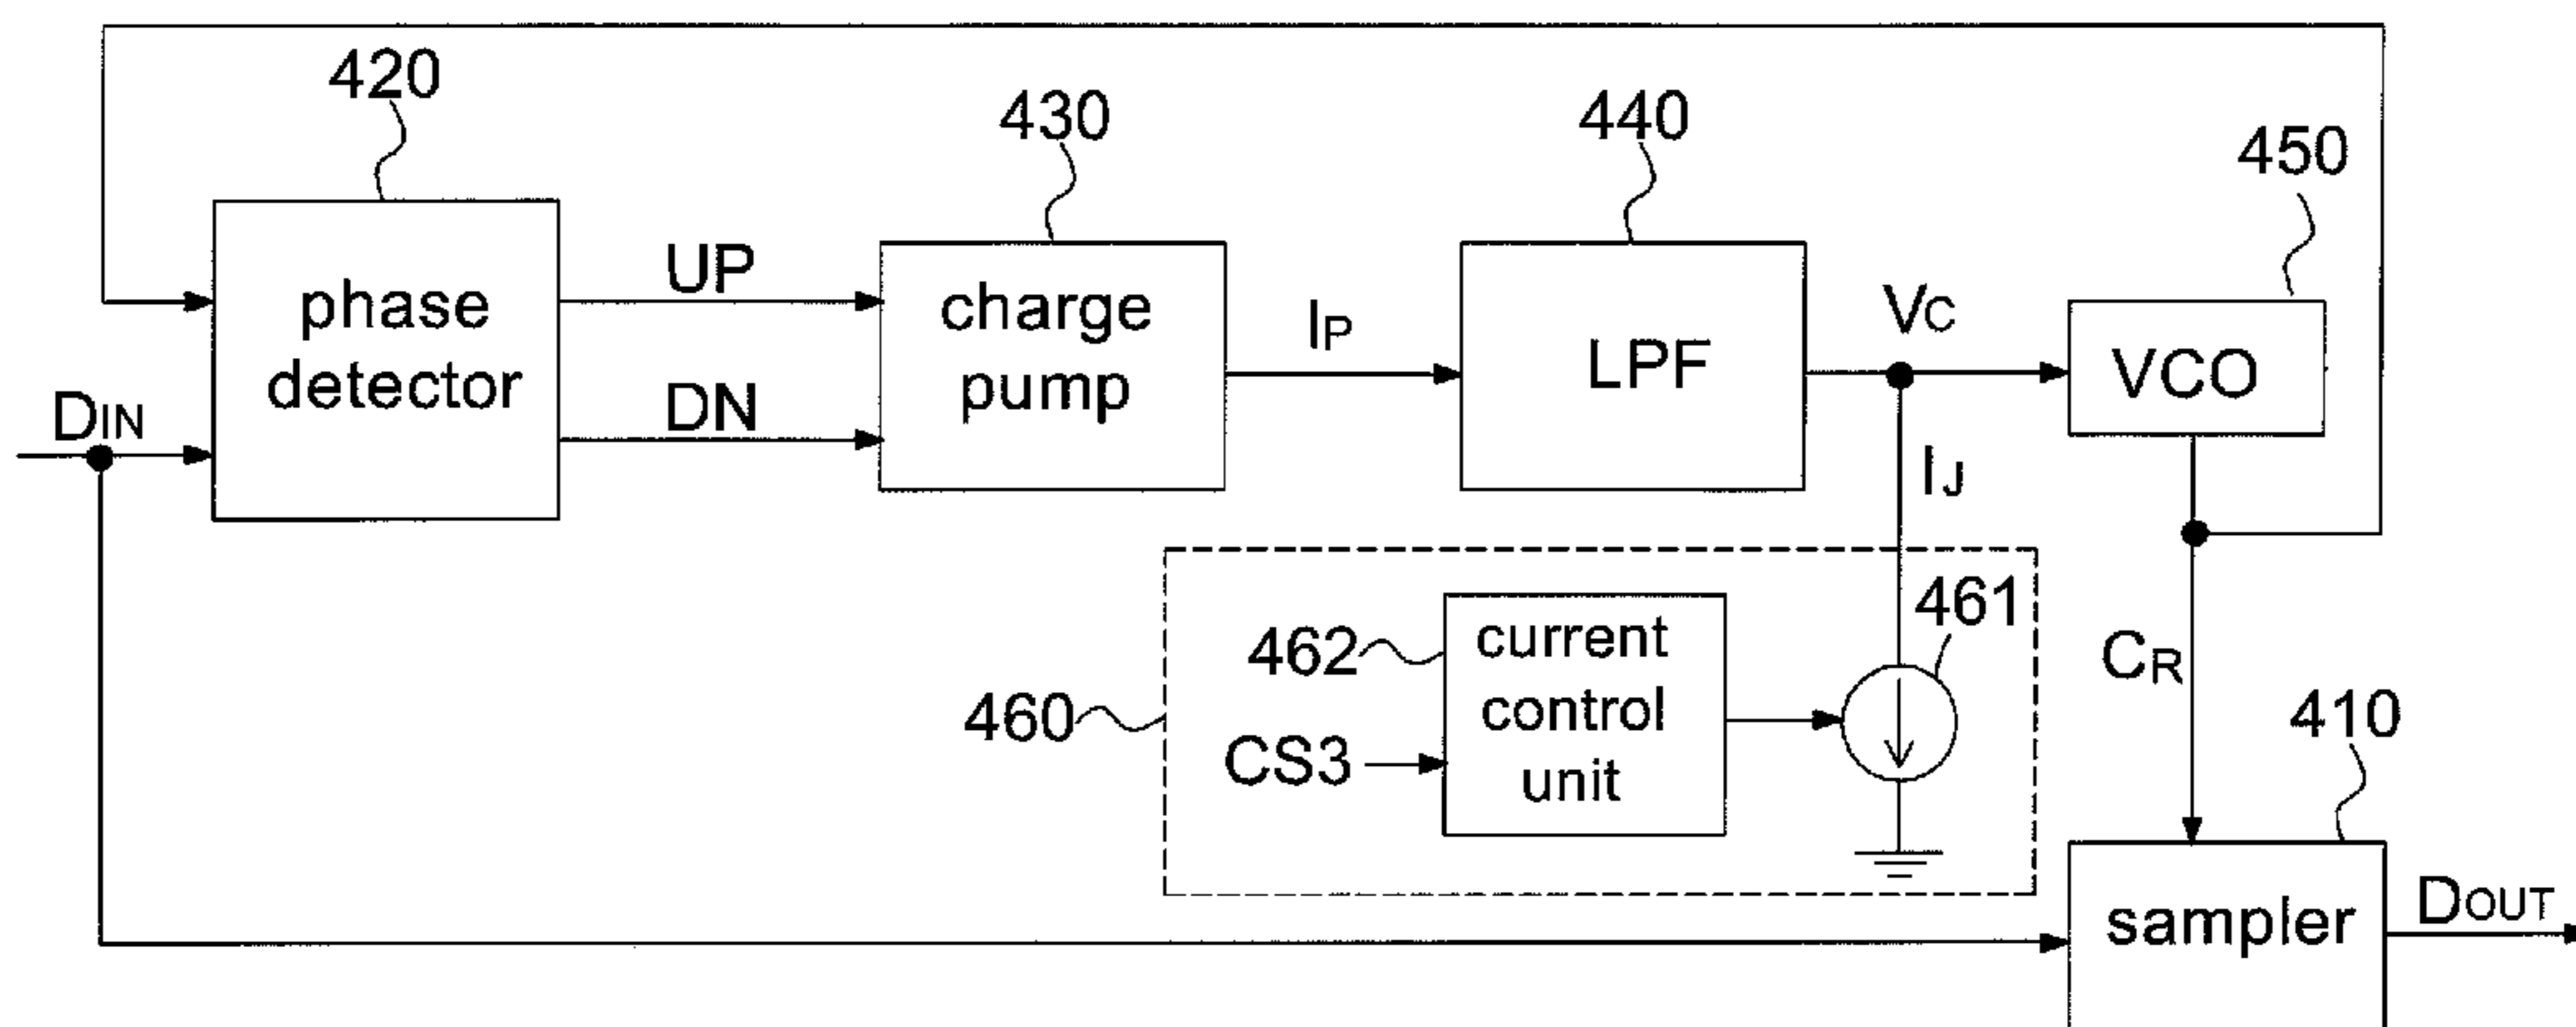 420
430
440
450
phase
detector
UP
DN
charge
pump
IP
LPF
VC
VCO
DIN
IJ
460
462
current
control
unit
CS3
461
CR
410
sampler
DOUT